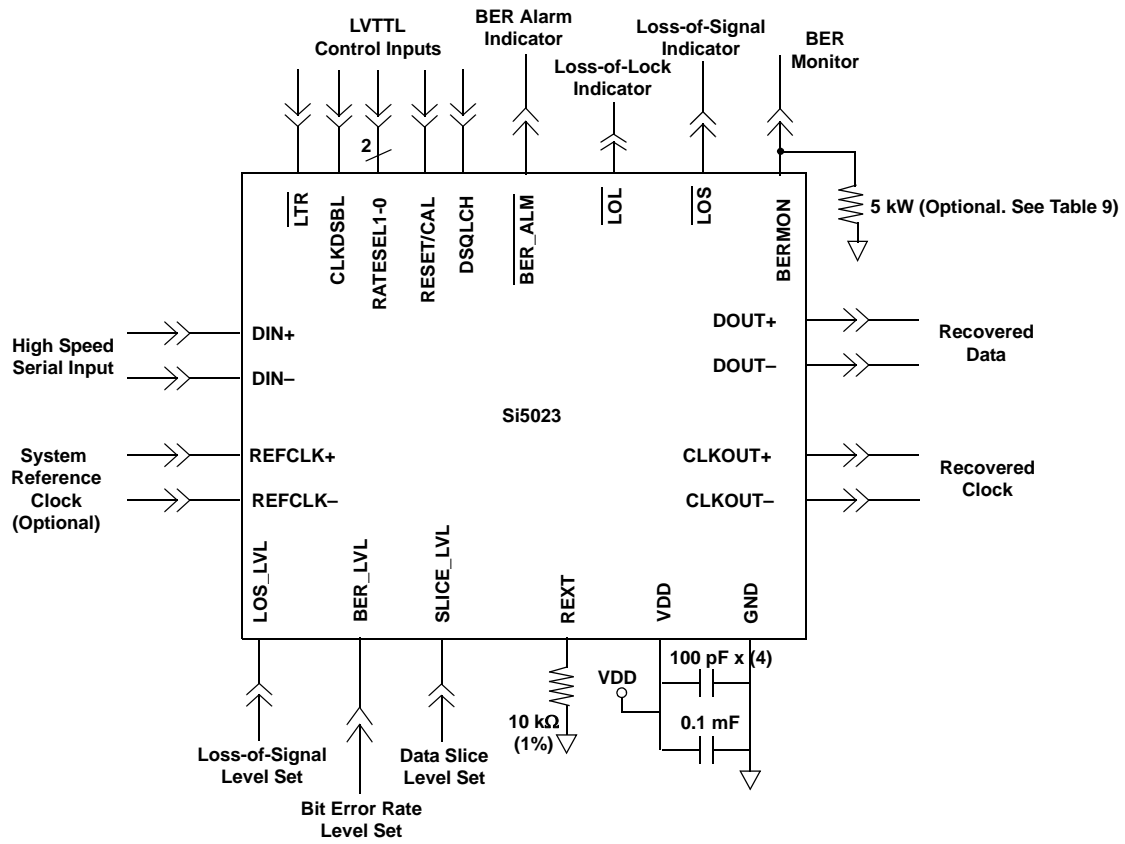 LVTTL
Control Inputs
BER Alarm
Indicator
Loss-of-Lock
Indicator
Loss-of-Signal
Indicator
BER
Monitor
2
LTR
CLKDSBL
RATESEL1-0
RESET/CAL
DSQLCH
BER_ALM
LOL
LOS
BERMON
5 kW (Optional. See Table 9)
High Speed
Serial Input
DIN+
DIN–
DOUT+
DOUT–
Recovered
Data
Si5023
System
Reference
Clock
(Optional)
REFCLK+
REFCLK–
CLKOUT+
CLKOUT–
Recovered
Clock
LOS_LVL
BER_LVL
SLICE_LVL
REXT
VDD
GND
Loss-of-Signal
Level Set
Bit Error Rate
Level Set
Data Slice
Level Set
10 kΩ
(1%)
VDD
100 pF x (4)
0.1 mF